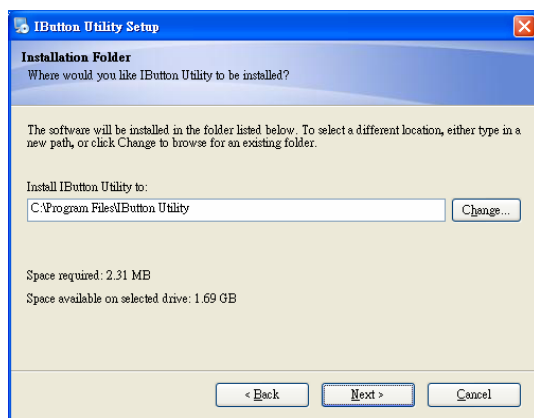 IButton Utility Setup
Installation Folder
Where would you like IButton Utility to be installed?
The software will be installed in the folder listed below. To select a different location, either type in a
new path, or click Change to browse for an existing folder.
Install IButton Utility to:
C:\Program Files\IButton Utility
Change...
Space required: 2.31 MB
Space available on selected drive: 1.69 GB
< Back
Next >
Cancel